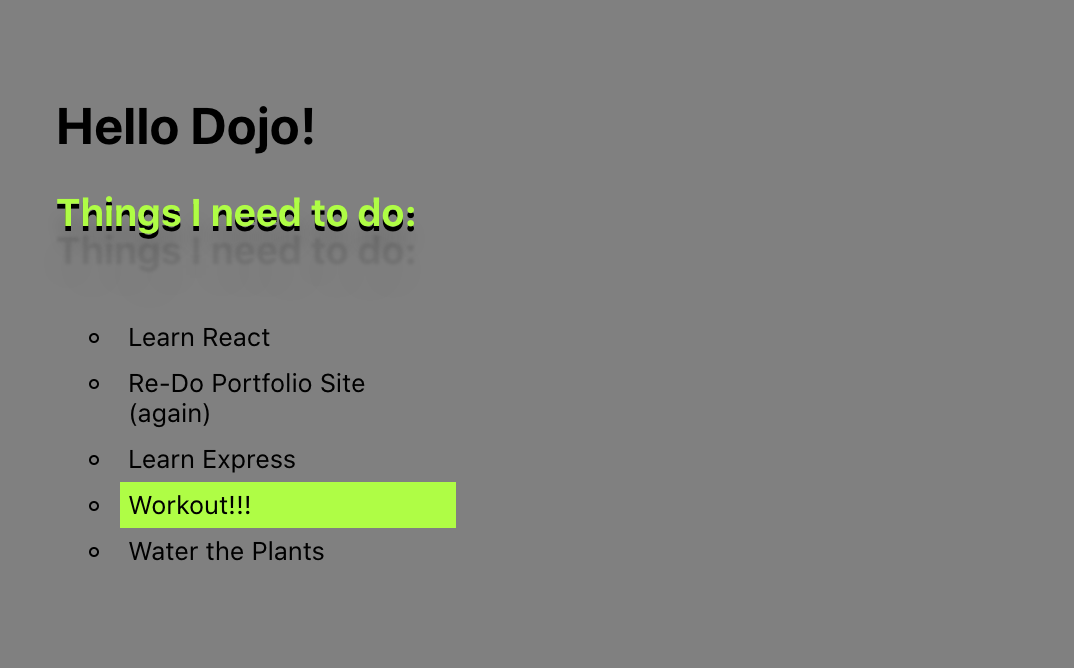 Hello Dojo!
Things I need to do:
Learn React
Re-Do Portfolio Site
(again)
Learn Express
Workout!!!
Water the Plants